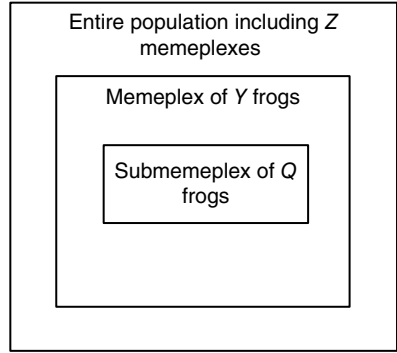 Entire population including Z
memeplexes
Memeplex of Y frogs
Submemeplex of Q
frogs